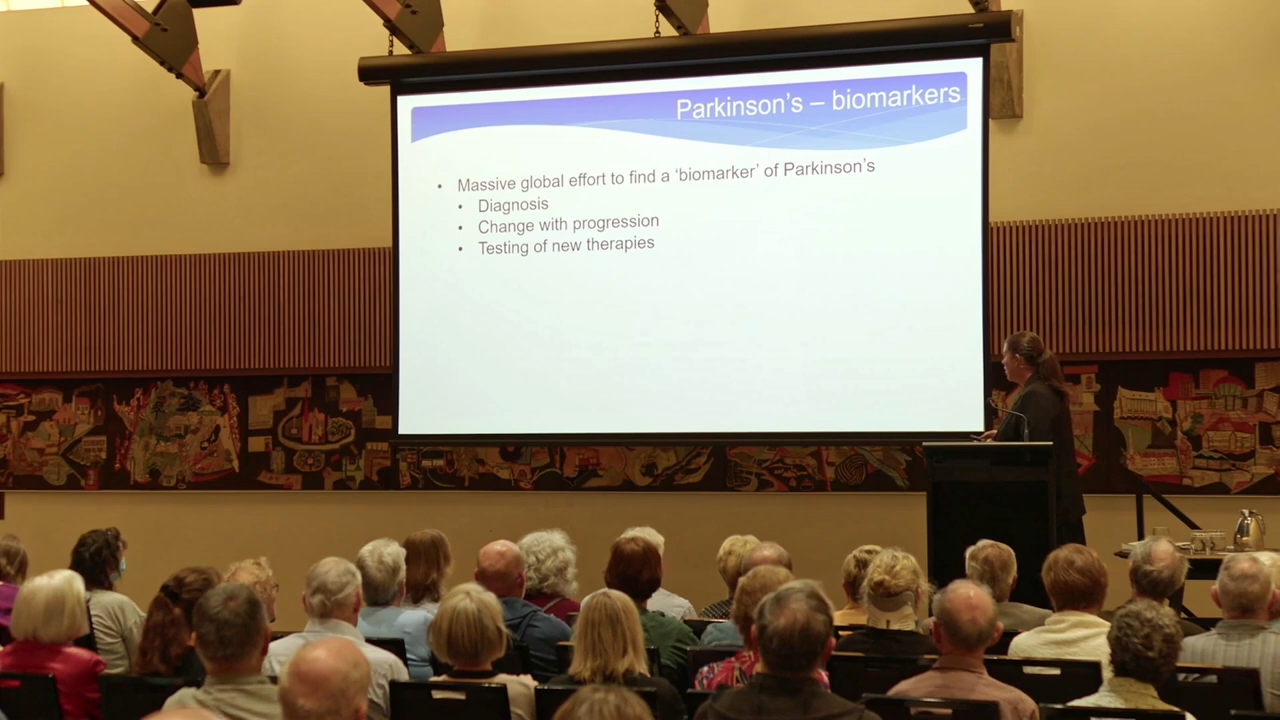 Parkinson's – biomarkers
• Massive global effort to find a 'biomarker' of Parkinson's
• Diagnosis
• Change with progression
• Testing of new therapies